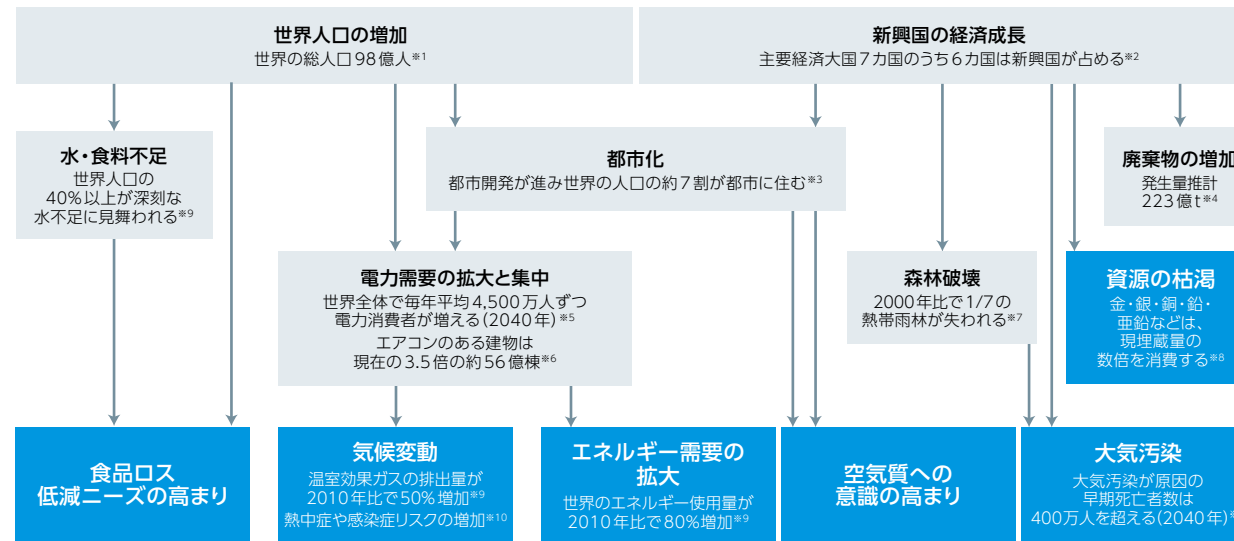 世界人口の増加
世界の総人口98億人※1
新興国の経済成長
主要経済大国7カ国のうち6カ国は新興国が占める※2
水・食料不足
世界人口の
40%以上が深刻な
水不足に見舞われる※9
都市化
都市開発が進み世界の人口の約7割が都市に住む※3
廃棄物の増加
発生量推計
223億t※4
電力需要の拡大と集中
世界全体で毎年平均4,500万人ずつ
電力消費者が増える(2040年)※5
エアコンのある建物は
現在の3.5倍の約56億棟※6
森林破壊
2000年比で1/7の
熱帯雨林が失われる※7
資源の枯渇
金・銀・銅・鉛・
亜鉛などは、
現埋蔵量の
数倍を消費する※8
食品ロス
低減ニーズの高まり
気候変動
温室効果ガスの排出量が
2010年比で50%増加※9
熱中症や感染症リスクの増加※10
エネルギー需要の
拡大
世界のエネルギー使用量が
2010年比で80%増加※9
空気質への
意識の高まり
大気汚染
大気汚染が原因の
早期死亡者数は
400万人を超える(2040年)※